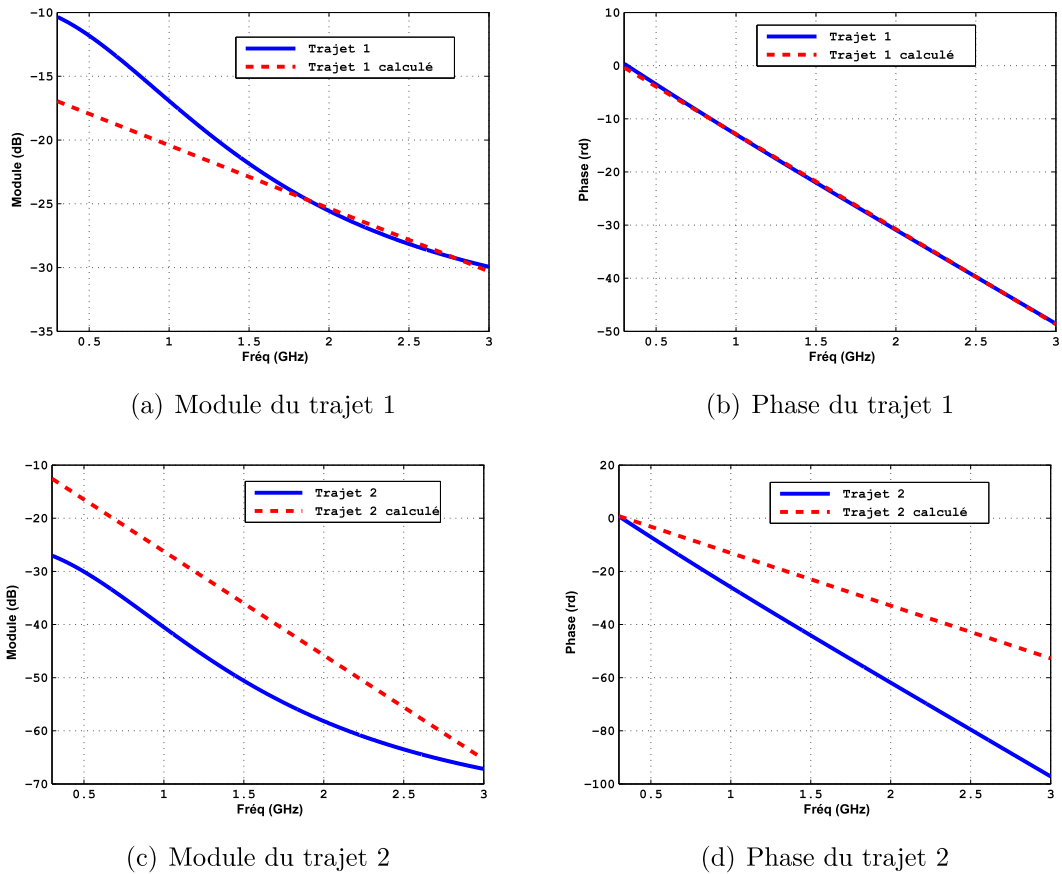 −10
−15
−20
−25
−30
−35
0.5
1
1.5
2
2.5
3
Module (dB)
Fréq (GHz)
Trajet 1
Trajet 1 calculé
(a) Module du trajet 1
10
0
−10
−20
−30
−40
−50
0.5
1
1.5
2
2.5
3
Phase (rd)
Fréq (GHz)
Trajet 1
Trajet 1 calculé
(b) Phase du trajet 1
−10
−20
−30
−40
−50
−60
−70
0.5
1
1.5
2
2.5
3
Module (dB)
Fréq (GHz)
Trajet 2
Trajet 2 calculé
(c) Module du trajet 2
20
0
−20
−40
−60
−80
−100
0.5
1
1.5
2
2.5
3
Phase (rd)
Fréq (GHz)
Trajet 2
Trajet 2 calculé
(d) Phase du trajet 2